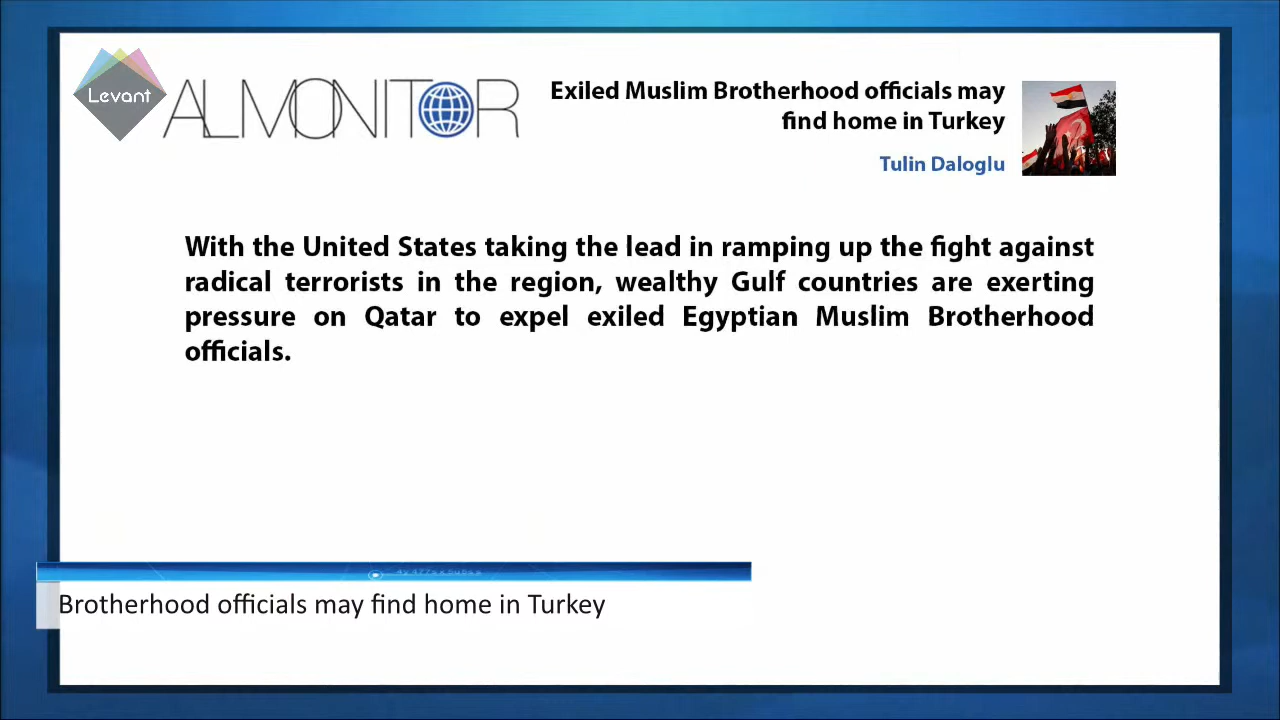 Levant
ALMONITOR
Exiled Muslim Brotherhood officials may
find home in Turkey
Tulin Daloglu
With the United States taking the lead in ramping up the fight against
radical terrorists in the region, wealthy Gulf countries are exerting
pressure on Qatar to expel exiled Egyptian Muslim Brotherhood
officials.
Brotherhood officials may find home in Turkey